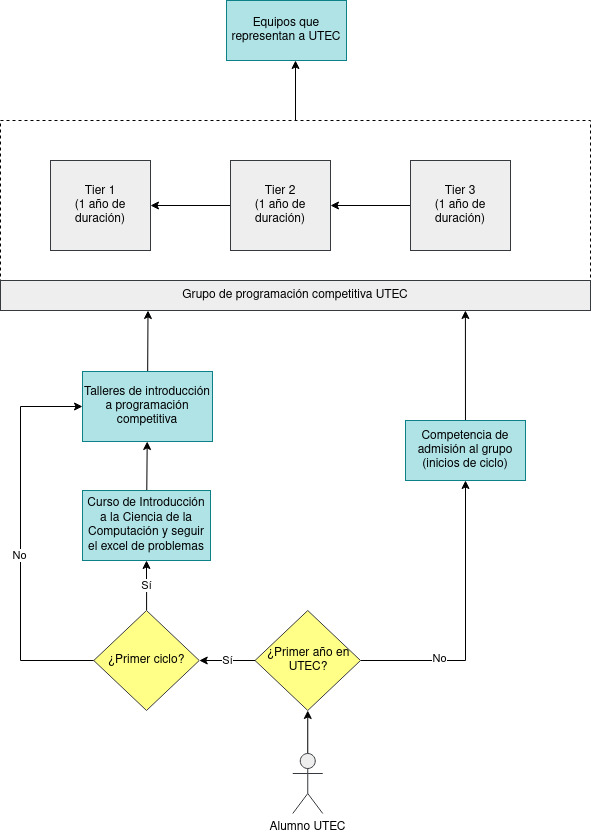 Equipos que
representan a UTEC
Tier 1
(1 año de
duración)
Tier 2
(1 año de
duración)
Tier 3
(1 año de
duración)
Grupo de programación competitiva UTEC
Talleres de introducción
a programación
competitiva
Competencia de
admisión al grupo
(inicios de ciclo)
Curso de Introducción
a la Ciencia de la
Computación y seguir
el excel de problemas
No
Sí
¿Primer ciclo?
Sí
¿Primer año en
UTEC?
No
Alumno UTEC